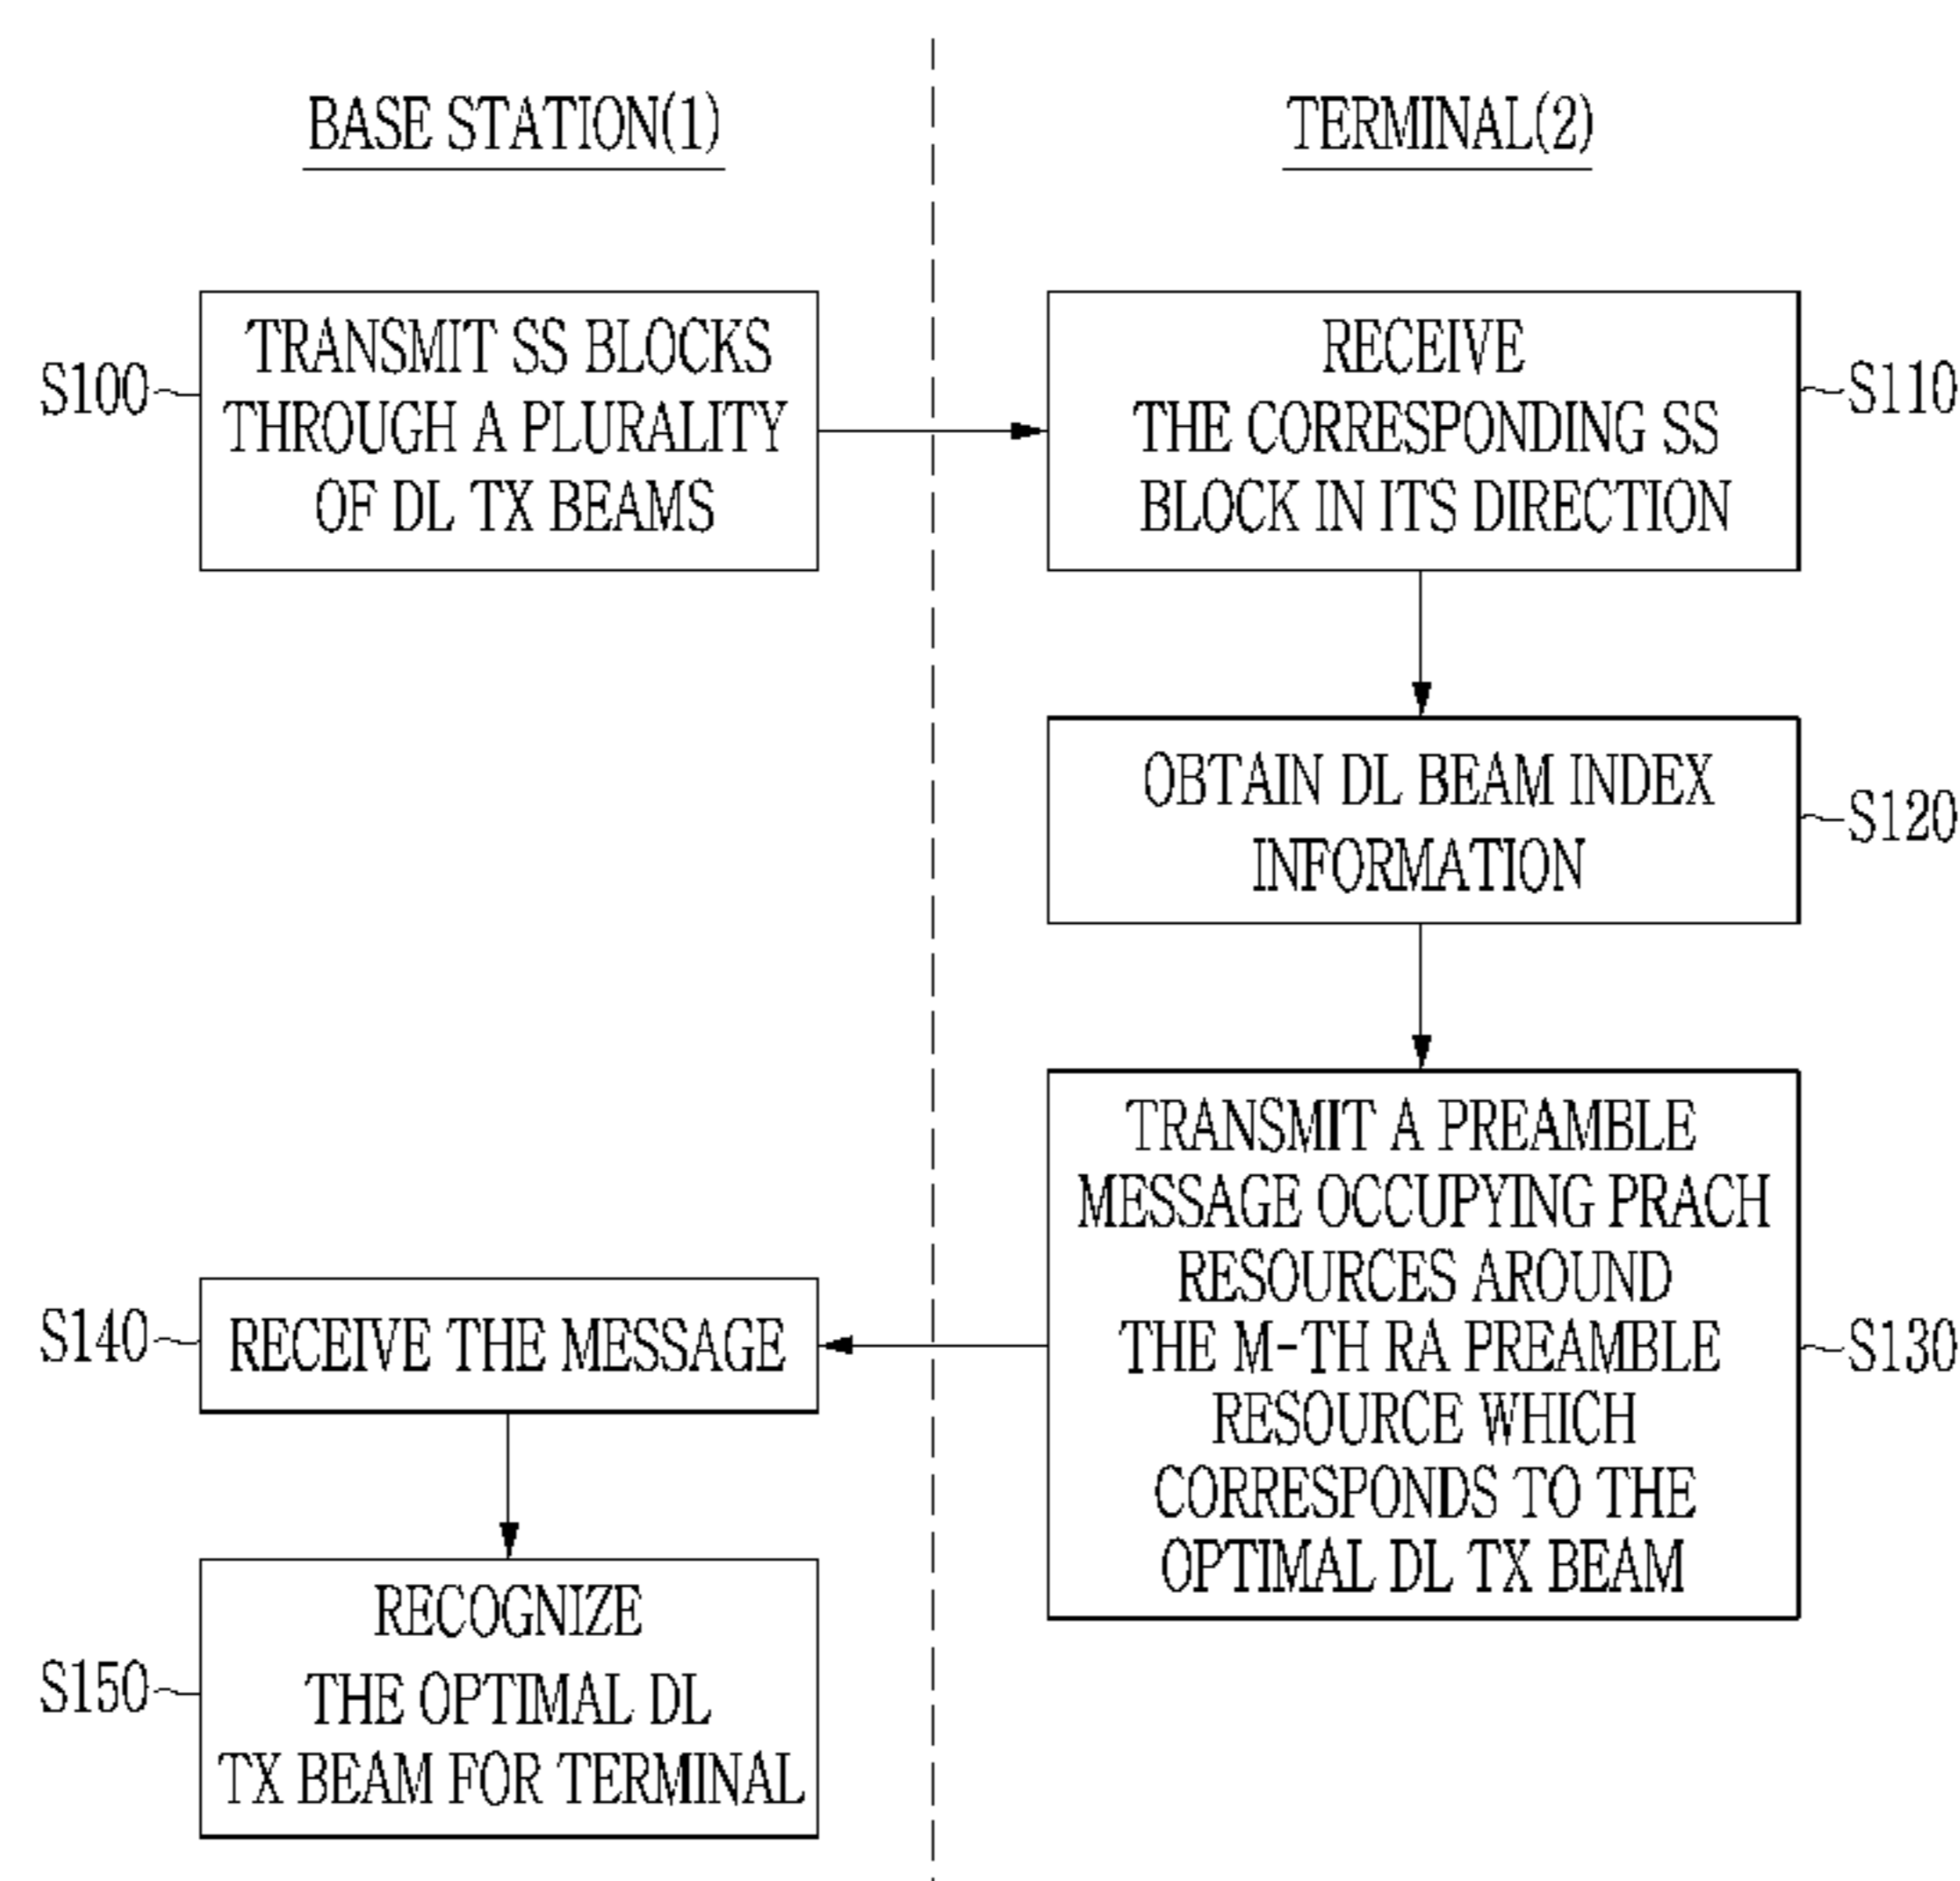 BASE STATION(1)
TERMINAL(2)
S100
TRANSMIT SS BLOCKS
THROUGH A PLURALITY
OF DL TX BEAMS
RECEIVE
THE CORRESPONDING SS
BLOCK IN ITS DIRECTION
S110
OBTAIN DL BEAM INDEX
INFORMATION
S120
TRANSMIT A PREAMBLE
MESSAGE OCCUPYING PRACH
RESOURCES AROUND
THE M-TH RA PREAMBLE
RESOURCE WHICH
CORRESPONDS TO THE
OPTIMAL DL TX BEAM
S130
S140
RECEIVE THE MESSAGE
S150
RECOGNIZE
THE OPTIMAL DL
TX BEAM FOR TERMINAL